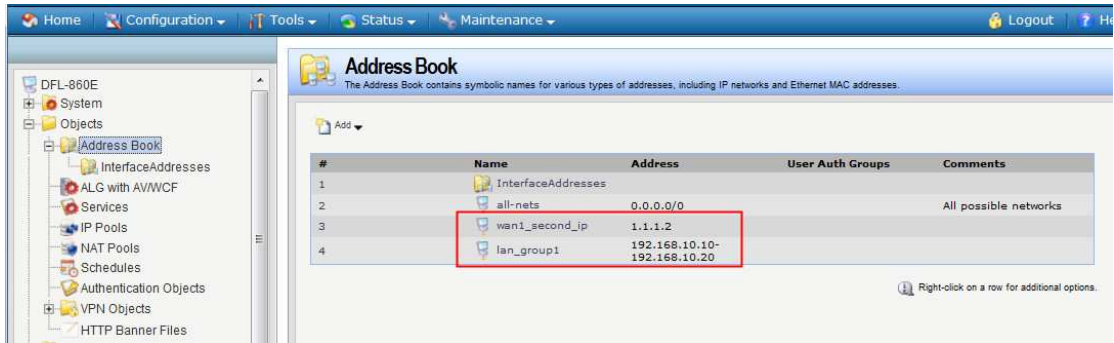 Home Configuration Tools Status Maintenance Logout
DFL-860E
System
Objects
Address Book
InterfaceAddresses
ALG with AV/WCF
Services
IP Pools
NAT Pools
Schedules
Authentication Objects
VPN Objects
HTTP Banner Files
Address Book
The Address Book contains symbolic names for various types of addresses, including IP networks and Ethernet MAC addresses.
Add
# Name Address User Auth Groups Comments
1 InterfaceAddresses
2 all-nets 0.0.0.0/0 All possible networks
3 wan1_second_ip 1.1.1.2
4 lan_group1 192.168.10.10-
192.168.10.20
Right-click on a row for additional options.